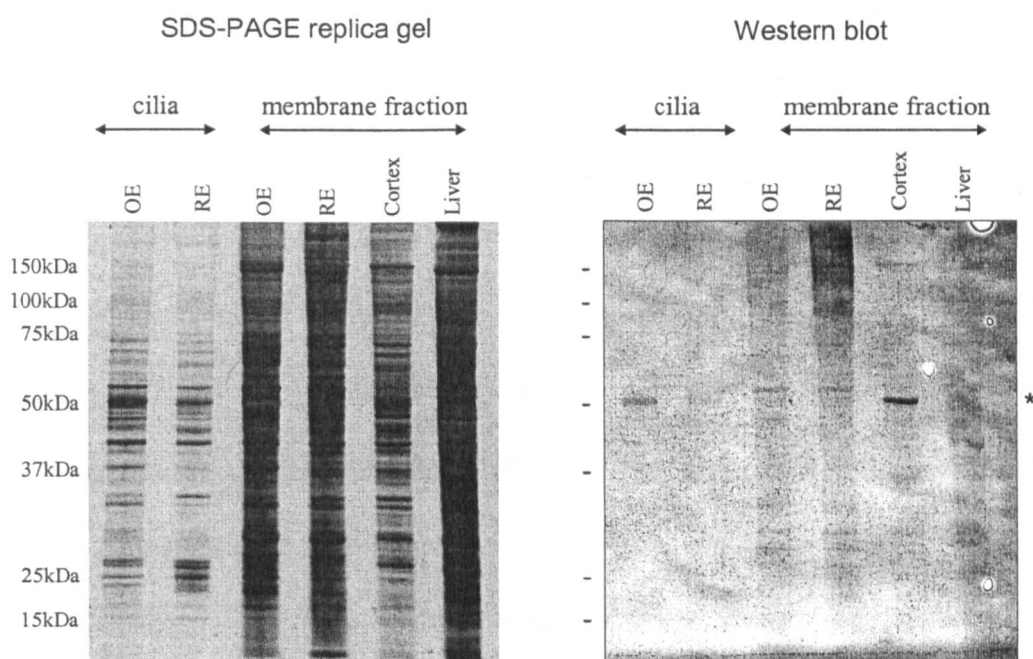 SDS-PAGE replica gel
cilia
membrane fraction
OE
RE
OE
RE
Cortex
Liver
150kDa
100kDa
75kDa
50kDa
37kDa
25kDa
15kDa
Western blot
cilia
membrane fraction
OE
RE
OE
RE
Cortex
Liver
*